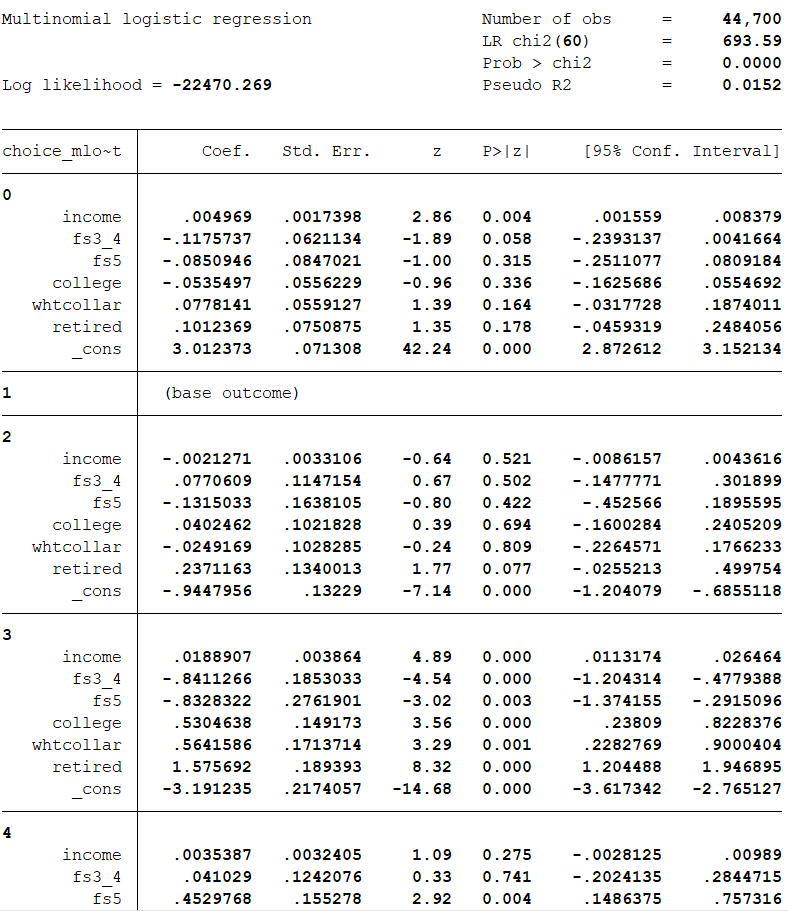 Multinomial logistic regression Number of obs = 44,700
LR chi2(60) = 693.59
Prob > chi2 = 0.0000
Log likelihood = -22470.269 Pseudo R2 = 0.0152
choice_mlo~t Coef. Std. Err. z P>|z| [95% Conf. Interval]
0
income .004969 .0017398 2.86 0.004 .001559 .008379
fs3_4 -.1175737 .0621134 -1.89 0.058 -.2393137 .0041664
fs5 -.0850946 .0847021 -1.00 0.315 -.2511077 .0809184
college -.0535497 .0556229 -0.96 0.336 -.1625686 .0554692
whtcollar .0778141 .0559127 1.39 0.164 -.0317728 .1874011
retired .1012369 .0750875 1.35 0.178 -.0459319 .2484056
_cons 3.012373 .071308 42.24 0.000 2.872612 3.152134
1 (base outcome)
2
income -.0021271 .0033106 -0.64 0.521 -.0086157 .0043616
fs3_4 .0770609 .1147154 0.67 0.502 -.1477771 .301899
fs5 -.1315033 .1638105 -0.80 0.422 -.452566 .1895595
college .0402462 .1021828 0.39 0.694 -.1600284 .2405209
whtcollar -.0249169 .1028285 -0.24 0.809 -.2264571 .1766233
retired .2371163 .1340013 1.77 0.077 -.0255213 .499754
_cons -.9447956 .13229 -7.14 0.000 -1.204079 -.6855118
3
income .0188907 .003864 4.89 0.000 .0113174 .026464
fs3_4 -.8411266 .1853033 -4.54 0.000 -1.204314 -.4779388
fs5 -.8328322 .2761901 -3.02 0.003 -1.374155 -.2915096
college .5304638 .149173 3.56 0.000 .23809 .8228376
whtcollar .5641586 .1713714 3.29 0.001 .2282769 .9000404
retired 1.575692 .189393 8.32 0.000 1.204488 1.946895
_cons -3.191235 .2174057 -14.68 0.000 -3.617342 -2.765127
4
income .0035387 .0032405 1.09 0.275 -.0028125 .00989
fs3_4 .041029 .1242076 0.33 0.741 -.2024135 .2844715
fs5 .4529768 .155278 2.92 0.004 .1486375 .757316